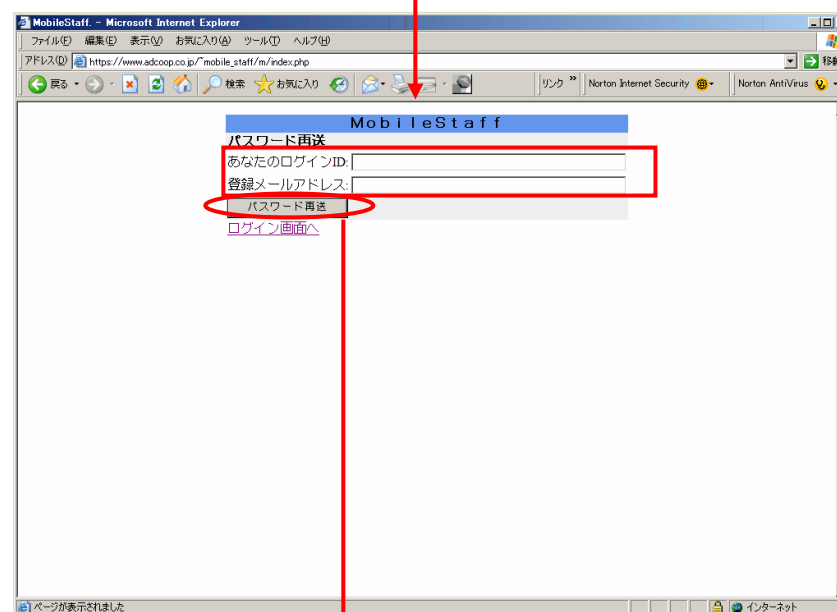 MobileStaff. - Microsoft Internet Explorer
ファイル(F) 編集(E) 表示(V) お気に入り(A) ツール(T) ヘルプ(H)
アドレス(D) https://www.adcoop.co.jp/~mobile_staff/m/index.php 移動
戻る 検索 お気に入り リンク » Norton Internet Security Norton AntiVirus
MobileStaff
パスワード再送
あなたのログインID:
登録メールアドレス:
パスワード再送
ログイン画面へ
ページが表示されました インターネット